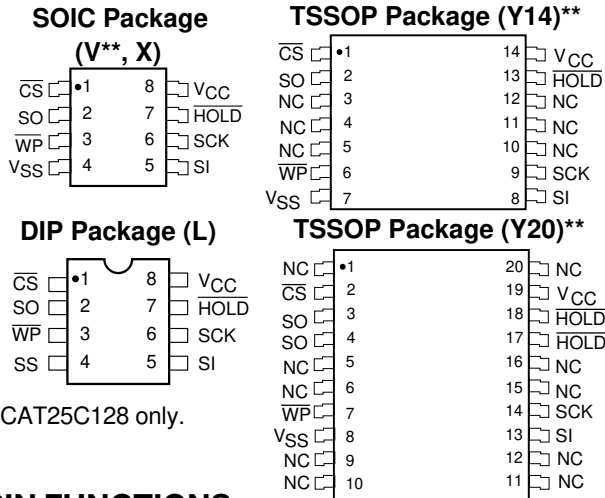 SOIC Package
(V**, X)
CS •1 8 VCC
SO 2 7 HOLD
WP 3 6 SCK
VSS 4 5 SI
TSSOP Package (Y14)**
CS •1 14 VCC
SO 2 13 HOLD
NC 3 12 NC
NC 4 11 NC
NC 5 10 NC
WP 6 9 SCK
VSS 7 8 SI
DIP Package (L)
CS •1 8 VCC
SO 2 7 HOLD
WP 3 6 SCK
SS 4 5 SI
CAT25C128 only.
TSSOP Package (Y20)**
NC •1 20 NC
CS 2 19 VCC
SO 3 18 HOLD
SO 4 17 HOLD
NC 5 16 NC
NC 6 15 NC
WP 7 14 SCK
VSS 8 13 SI
NC 9 12 NC
NC 10 11 NC